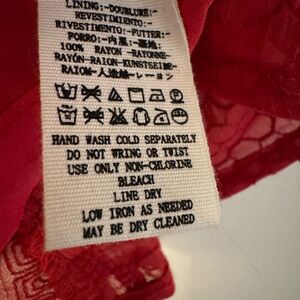 LINING:-DOUBLURE:-
REVESTIMENTO:-
RIVESTIMENTO-FUTTER:-
FORRO:-内里:-裏地:
100% RAYON -RAYONNE-
RAYÓN-RAION-KUNSTSEIDE-
RAIOM-人造絲-レーヨン
HAND WASH COLD SEPARATELY
DO NOT WRING OR TWIST
USE ONLY NON-CHLORINE
BLEACH
LINE DRY
LOW IRON AS NEEDED
MAY BE DRY CLEANED